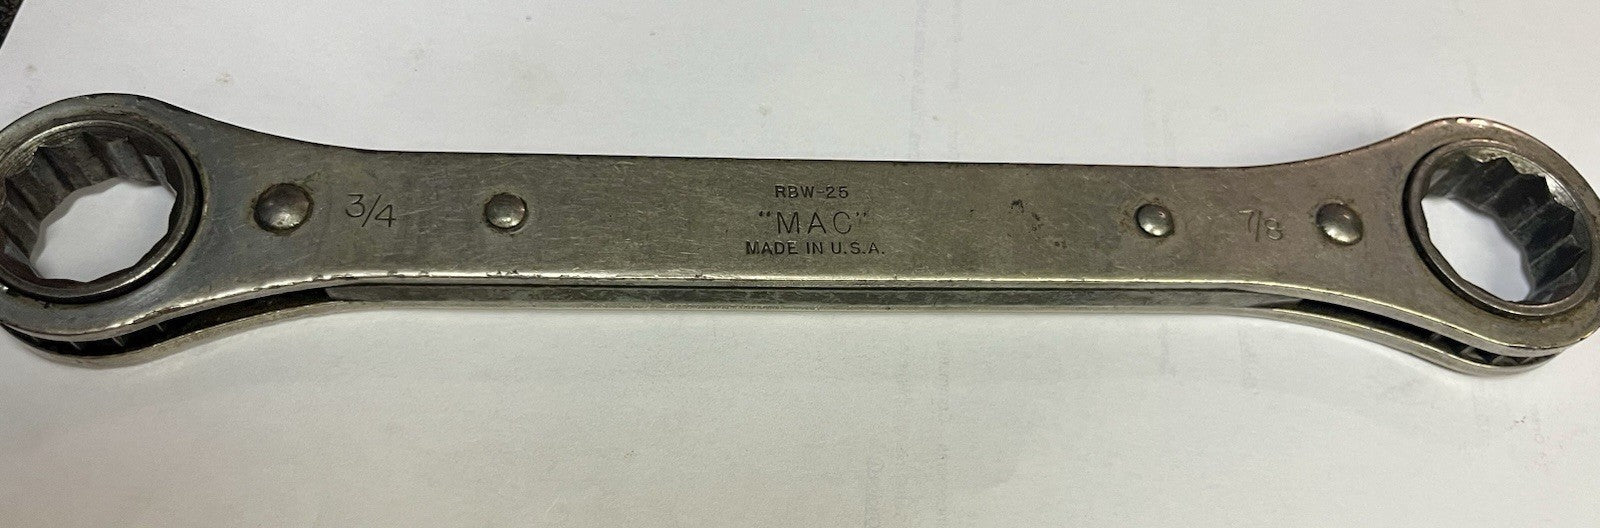 3/4
RBW-25
"MAC"
MADE IN U.S.A.
7/8